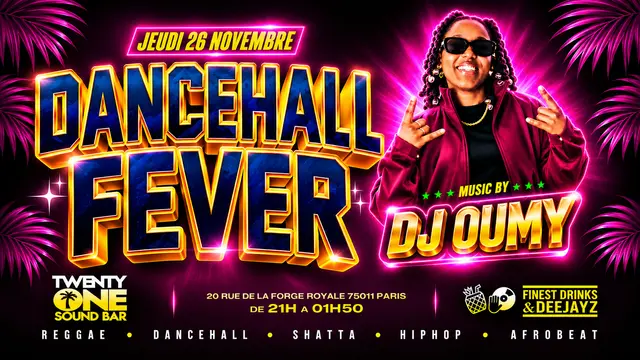 JEUDI 26 NOVEMBRE
DANCEHALL
FEVER
★ ★ ★ MUSIC BY ★ ★ ★
DJ OUMY
TWENTY
ONE
SOUND BAR
20 RUE DE LA FORGE ROYALE 75011 PARIS
DE 21H A 01H50
FINEST DRINKS
& DEEJAYZ
REGGAE • DANCEHALL • SHATTA • HIPHOP • AFROBEAT